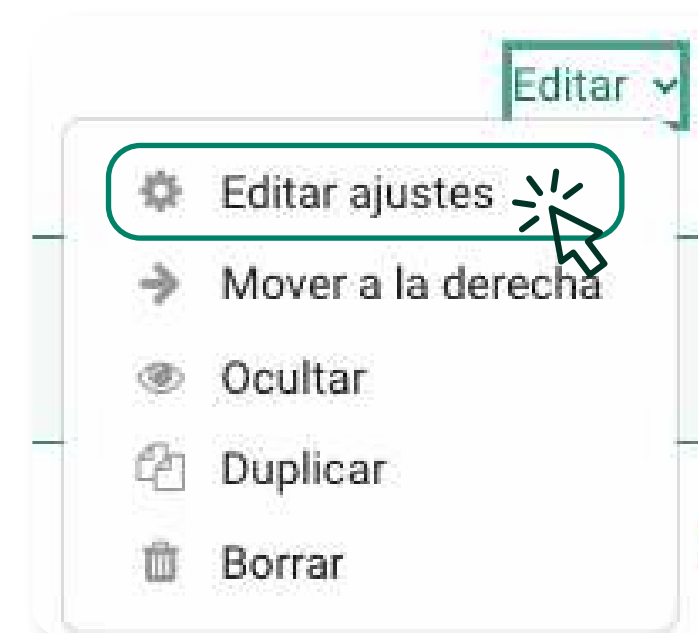 Editar
Editar ajustes
Mover a la derecha
Ocultar
Duplicar
Borrar